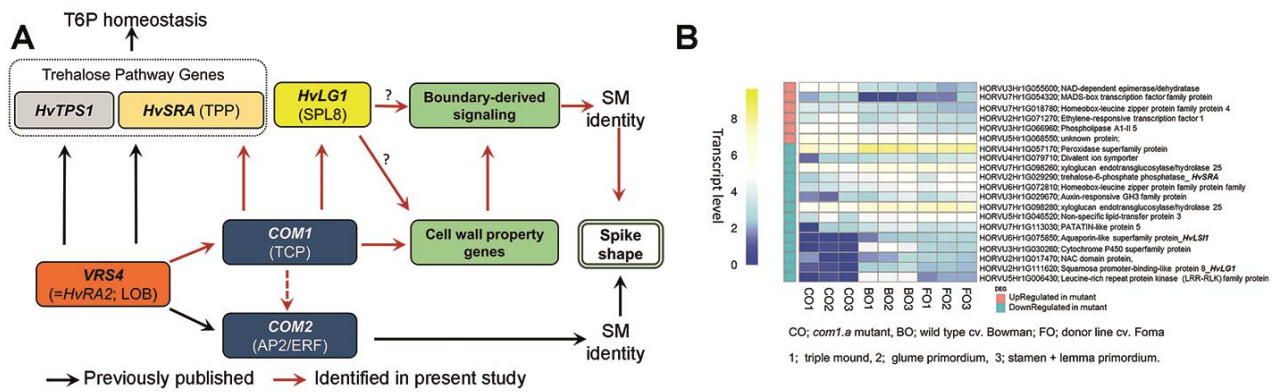 A
T6P homeostasis
Trehalose Pathway Genes
HvTPS1
HvSRA (TPP)
HvLG1
(SPL8)
?
?
Boundary-derived
signaling
SM
identity
COM1
(TCP)
Cell wall property
genes
Spike
shape
VRS4
(=HvRA2; LOB)
COM2
(AP2/ERF)
SM
identity
Previously published
Identified in present study
B
Transcript level
8
6
4
2
0
HORVU3Hr1G055600; NAD-dependent epimerase/dehydratase
HORVU7Hr1G054320; MADS-box transcription factor family protein
HORVU7Hr1G018780; Homeobox-leucine zipper protein family 4
HORVU2Hr1G071270; Ethylene-responsive transcription factor 1
HORVU3Hr1G066960; Phospholipase A1-II 5
HORVU5Hr1G068550; unknown protein;
HORVU4Hr1G057170; Peroxidase superfamily protein
HORVU4Hr1G079710; Divalent ion symporter
HORVU7Hr1G098260; xyloglucan endotransglucosylase/hydrolase 25
HORVU2Hr1G029290; trehalose-6-phosphate phosphatase_ HvSRA
HORVU6Hr1G072810; Homeobox-leucine zipper protein family protein family
HORVU3Hr1G029670; Auxin-responsive GH3 family protein
HORVU7Hr1G098280; xyloglucan endotransglucosylase/hydrolase 25
HORVU5Hr1G046520; Non-specific lipid-transfer protein 3
HORVU7Hr1G113030; PATATIN-like protein 5
HORVU6Hr1G075850; Aquaporin-like superfamily protein_HvLSI1
HORVU3Hr1G030260; Cytochrome P450 superfamily protein
HORVU2Hr1G017470; NAC domain protein,
HORVU2Hr1G111620; Squamosa promoter-binding-like protein 8_HvLG1
HORVU5Hr1G006430; Leucine-rich repeat protein kinase (LRR-RLK) family protein
CO1
CO2
CO3
BO1
BO2
BO3
FO1
FO2
FO3
DEG
UpRegulated in mutant
DownRegulated in mutant
CO; com1.a mutant, BO; wild type cv. Bowman; FO; donor line cv. Foma
1; triple mound, 2; glume primordium, 3; stamen + lemma primordium.